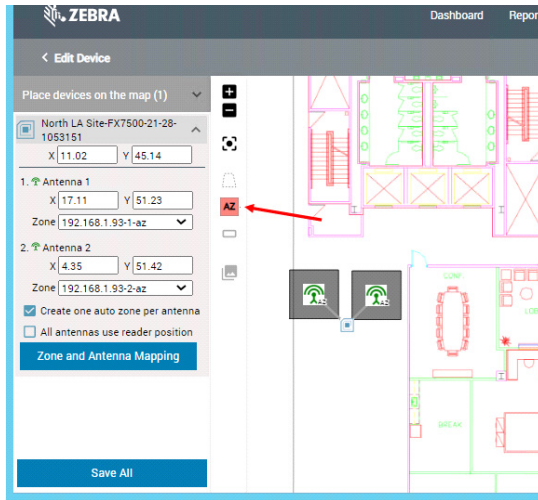 ZEBRA
Dashboard Repor
< Edit Device
Place devices on the map (1)
North LA Site-FX7500-21-28-
1053151
X 11.02 Y 45.14
1. Antenna 1
X 17.11 Y 51.23
Zone 192.168.1.93-1-az
2. Antenna 2
X 4.35 Y 51.42
Zone 192.168.1.93-2-az
Create one auto zone per antenna
All antennas use reader position
Zone and Antenna Mapping
Save All
AZ
CONF.
LOB
BREAK